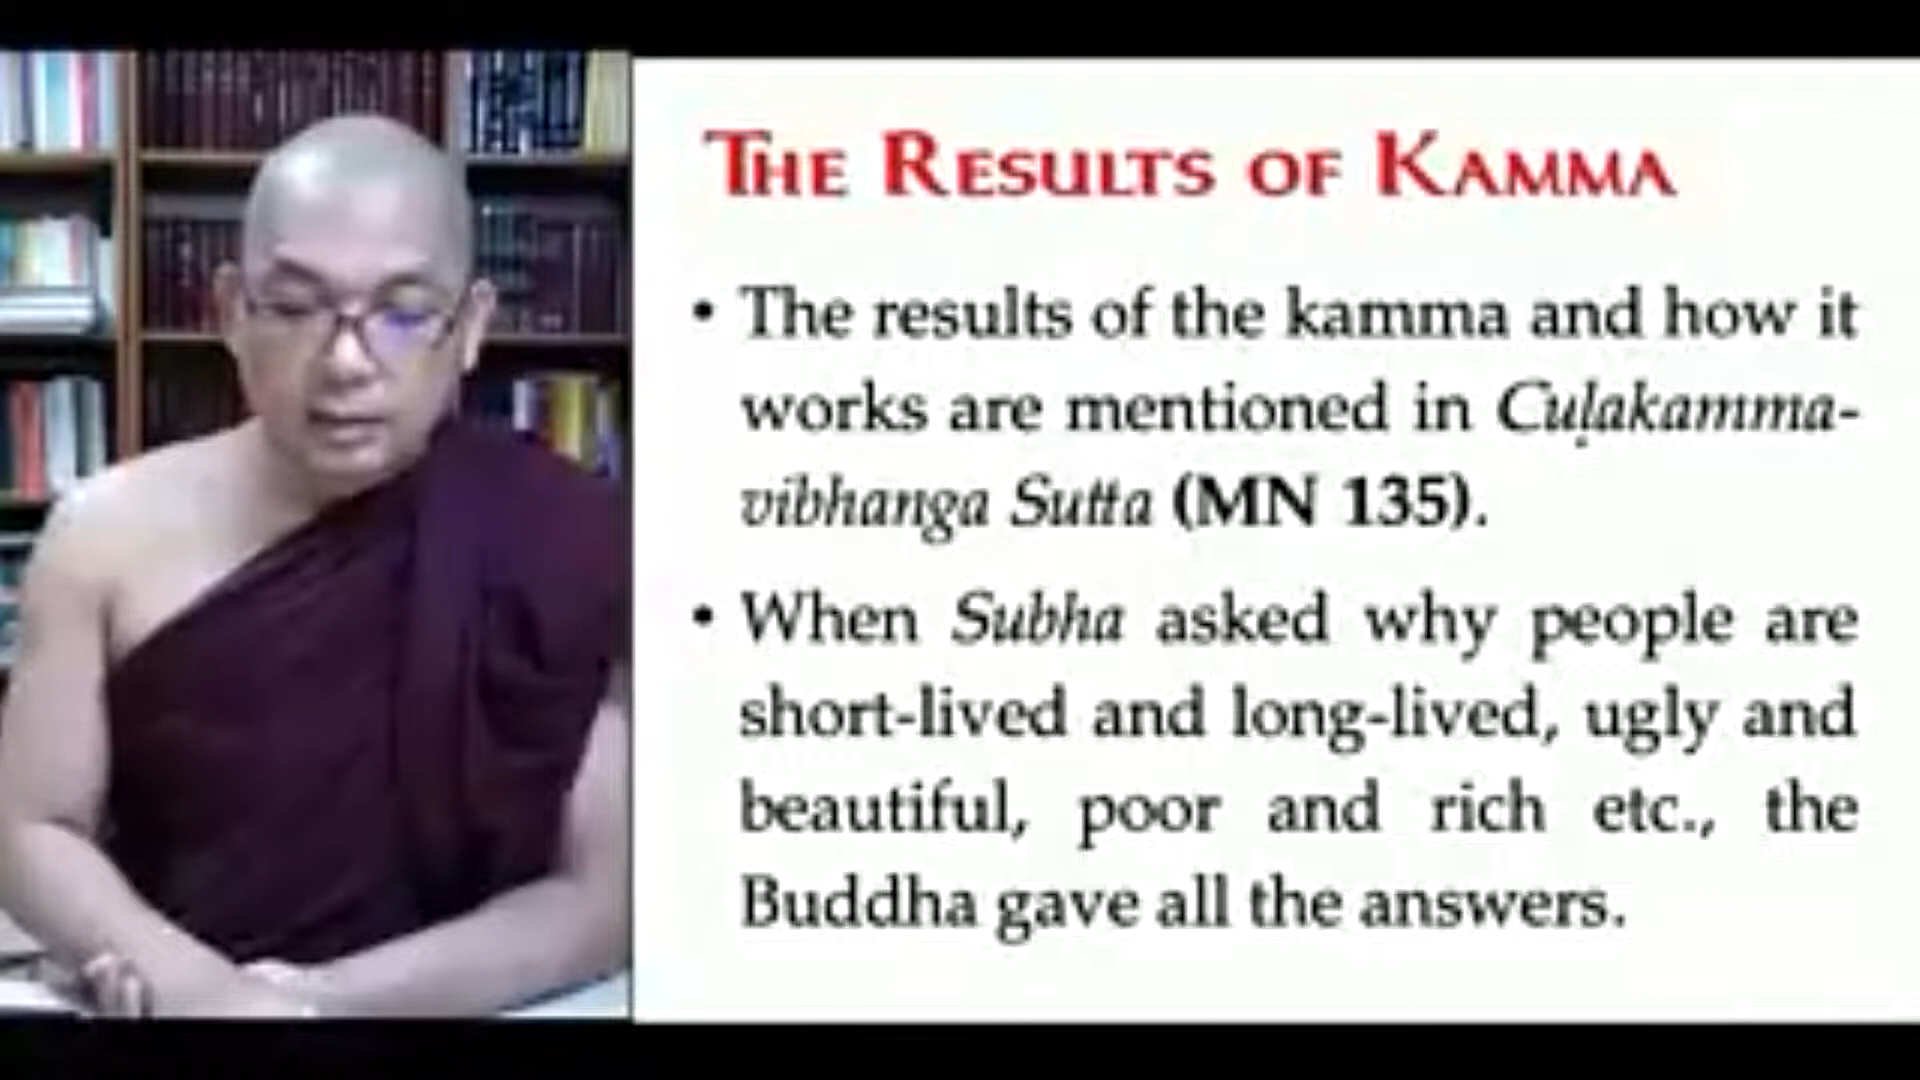 THE RESULTS OF KAMMA
• The results of the kamma and how it
works are mentioned in Cuḷakamma-
vibhanga Sutta (MN 135).
• When Subha asked why people are
short-lived and long-lived, ugly and
beautiful, poor and rich etc., the
Buddha gave all the answers.